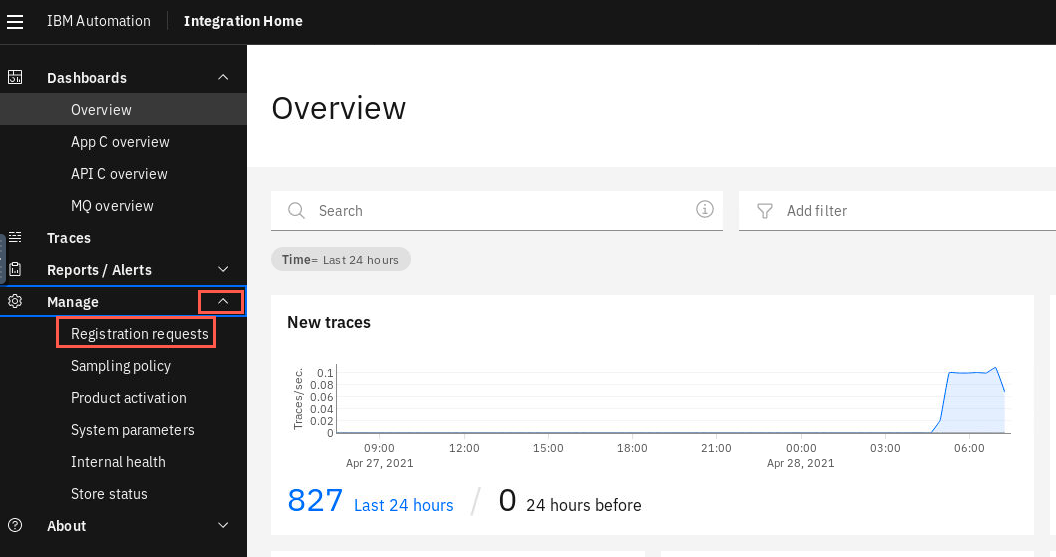 IBM Automation
Integration Home
Dashboards
Overview
App C overview
API C overview
MQ overview
Traces
Reports / Alerts
Manage
Registration requests
Sampling policy
Product activation
System parameters
Internal health
Store status
About
Overview
Search
Add filter
Time= Last 24 hours
New traces
Traces/sec.
0.1
0.08
0.06
0.04
0.02
0
09:00 12:00 15:00 18:00 21:00 00:00 03:00 06:00
Apr 27, 2021 Apr 28, 2021
827 Last 24 hours / 0 24 hours before